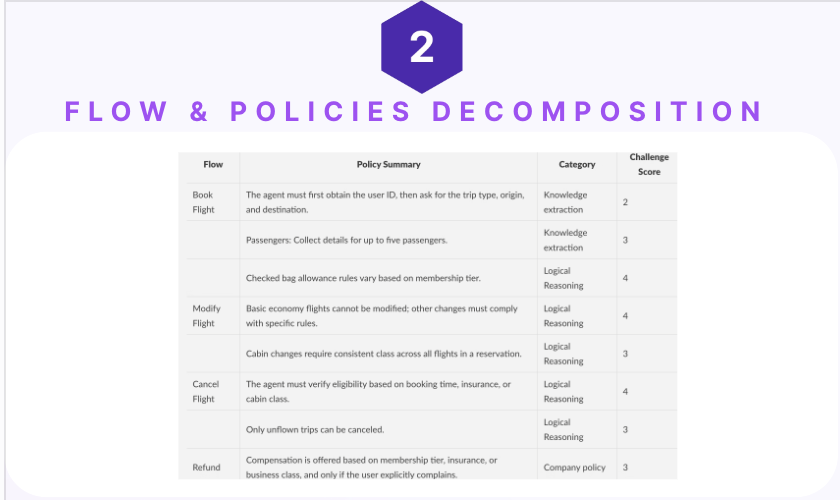 2
FLOW & POLICIES DECOMPOSITION
Flow Policy Summary Category Challenge Score
Book Flight The agent must first obtain the user ID, then ask for the trip type, origin, and destination. Knowledge extraction 2
Passengers: Collect details for up to five passengers. Knowledge extraction 3
Checked bag allowance rules vary based on membership tier. Logical Reasoning 4
Modify Flight Basic economy flights cannot be modified; other changes must comply with specific rules. Logical Reasoning 4
Cabin changes require consistent class across all flights in a reservation. Logical Reasoning 3
Cancel Flight The agent must verify eligibility based on booking time, insurance, or cabin class. Logical Reasoning 4
Only unflown trips can be canceled. Logical Reasoning 3
Refund Compensation is offered based on membership tier, insurance, or business class, and only if the user explicitly complains. Company policy 3